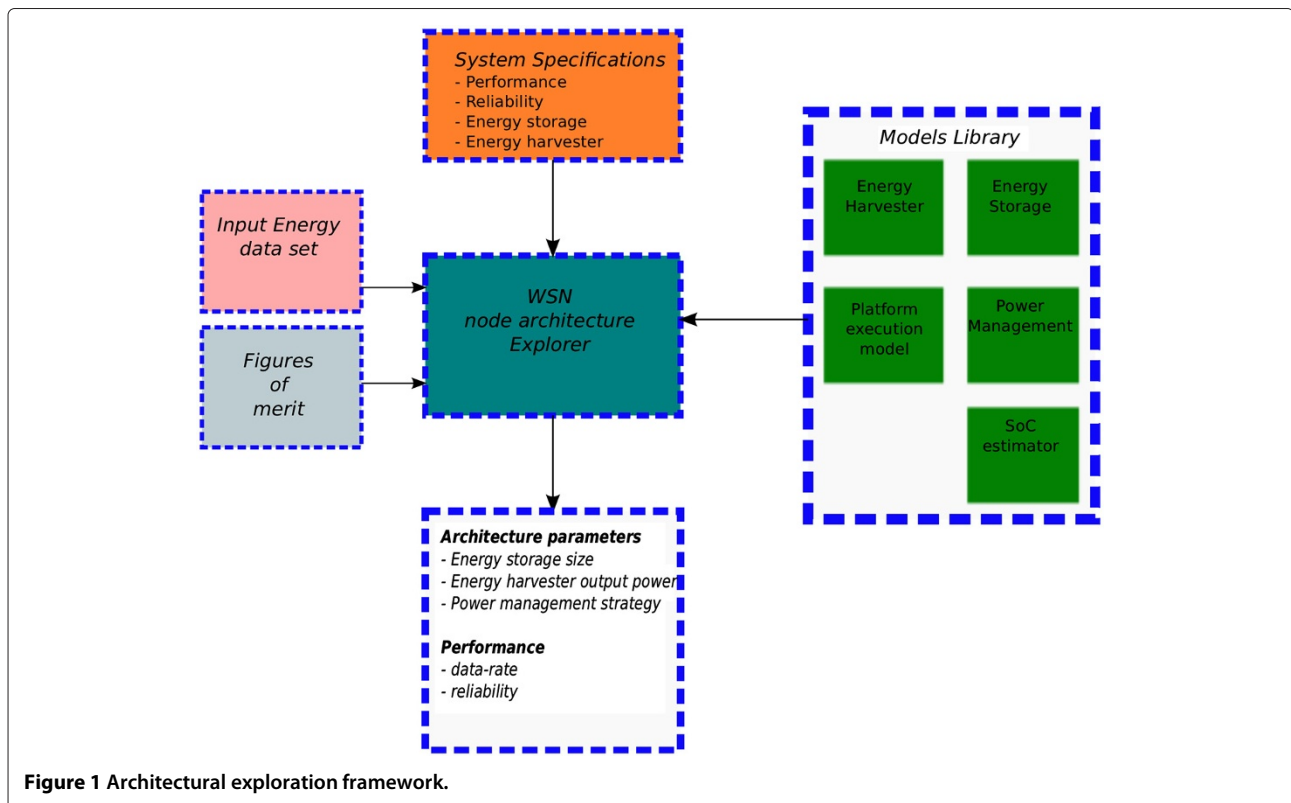 System Specifications
- Performance
- Reliability
- Energy storage
- Energy harvester
Input Energy
data set
Figures
of
merit
WSN
node architecture
Explorer
Models Library
Energy
Harvester
Energy
Storage
Platform
execution
model
Power
Management
SoC
estimator
Architecture parameters
- Energy storage size
- Energy harvester output power
- Power management strategy
Performance
- data-rate
- reliability
Figure 1 Architectural exploration framework.